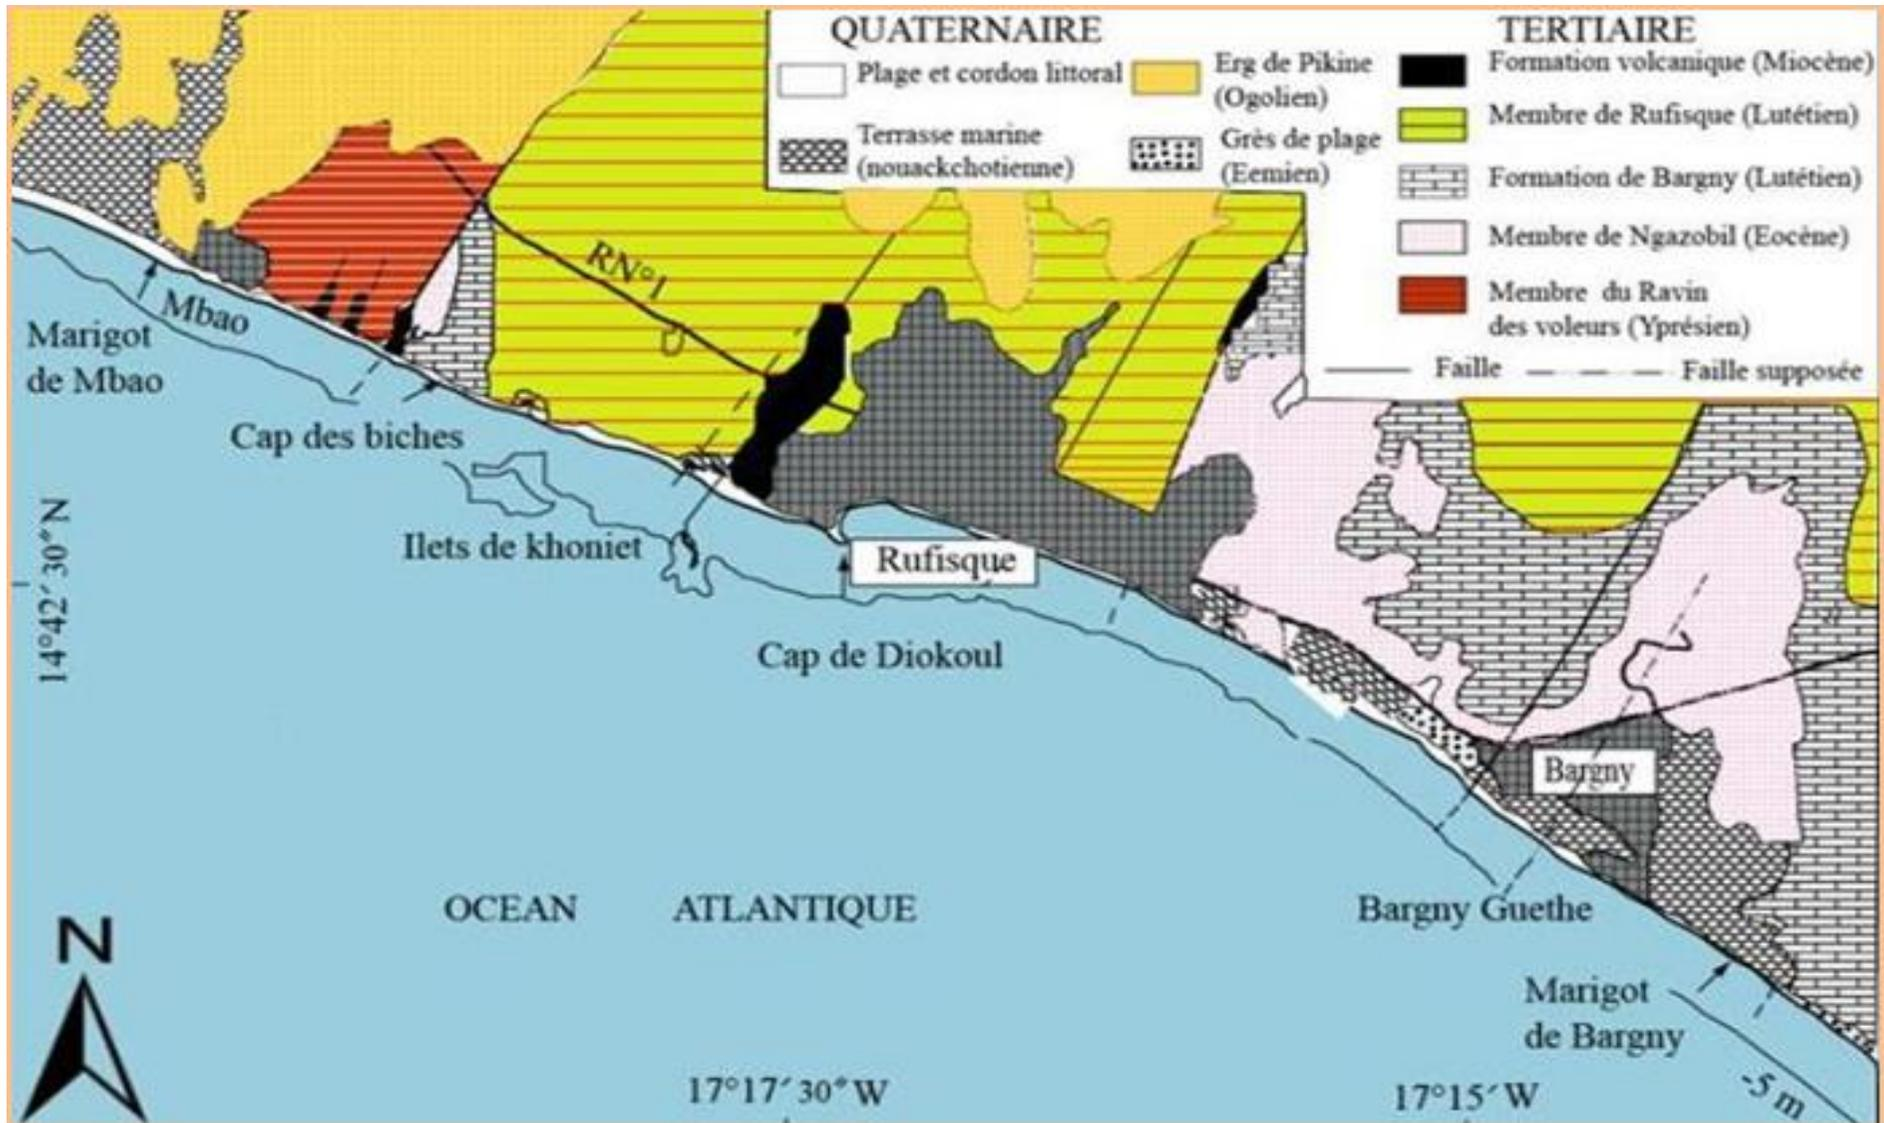 QUATERNAIRE
Plage et cordon littoral
Terrasse marine
(nouackchotienne)
Erg de Pikine
(Ogolien)
Grès de plage
(Eemien)
TERTIAIRE
Formation volcanique (Miocène)
Membre de Rufisque (Lutétien)
Formation de Bargny (Lutétien)
Membre de Ngazobil (Eocène)
Membre du Ravin
des voleurs (Yprésien)
Faille
Faille supposée
RN°1
Mbao
Marigot
de Mbao
Cap des biches
Ilets de khoniet
Rufisque
Cap de Diokoul
14°42′30″N
Bargny
Bargny Guethe
OCEAN ATLANTIQUE
N
Marigot
de Bargny
-5 m
17°17′30″W
17°15′W